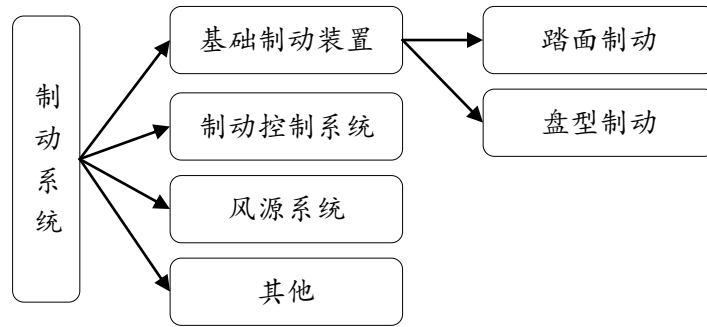 制动系统
基础制动装置
制动控制系统
风源系统
其他
踏面制动
盘型制动